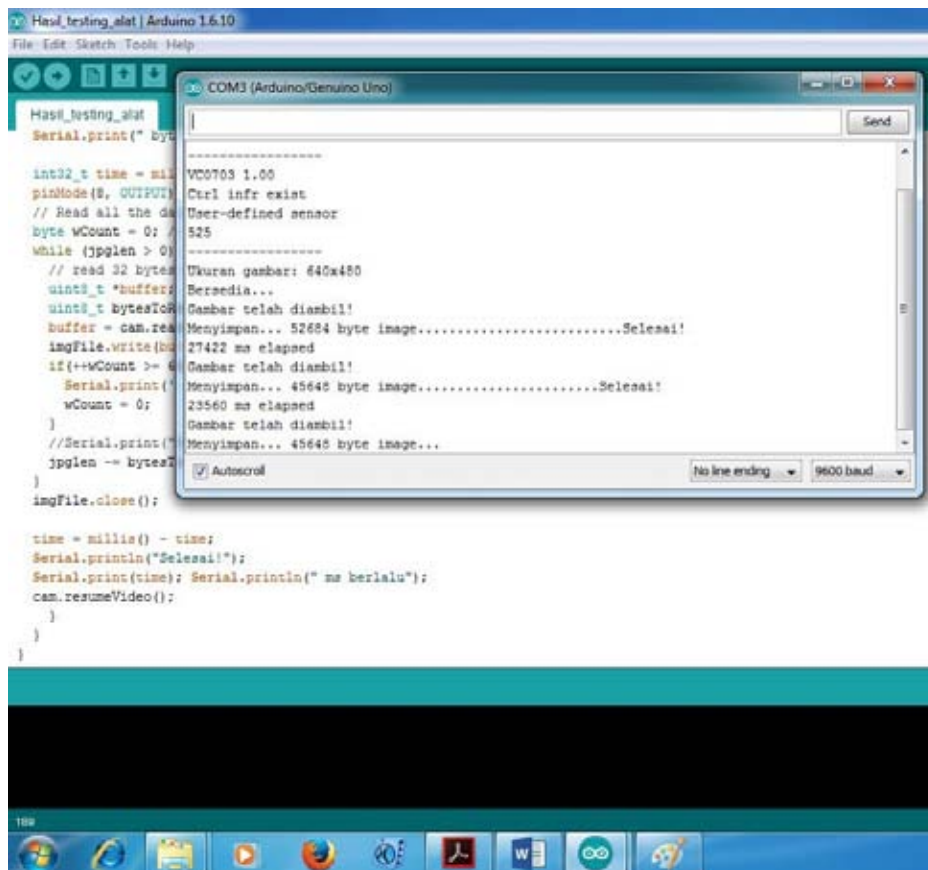 Hasil_testing_alat | Arduino 1.6.10
File Edit Sketch Tools Help
Hasil_testing_alat
Serial.print(" byt
int32_t time = mil
pinMode(8, OUTPUT)
// Read all the da
byte wCount = 0; /
while (jpglen > 0)
// read 32 bytes
uint8_t *buffer;
uint8_t bytesToR
buffer = cam.rea
imgFile.write(bu
if(++wCount >= 6
Serial.print('
wCount = 0;
}
//Serial.print("
jpglen -= bytesT
}
imgFile.close();
time = millis() - time;
Serial.println("Selesai!");
Serial.print(time); Serial.println(" ms berlalu");
cam.resumeVideo();
}
}
}
COM3 (Arduino/Genuino Uno)
Send
-----------------
VC0703 1.00
Ctrl infr exist
User-defined sensor
525
-----------------
Ukuran gambar: 640x480
Bersedia...
Gambar telah diambil!
Menyimpan... 52684 byte image..........................Selesai!
27422 ms elapsed
Gambar telah diambil!
Menyimpan... 45648 byte image.......................Selesai!
23560 ms elapsed
Gambar telah diambil!
Menyimpan... 45648 byte image...
Autoscroll
No line ending
9600 baud
189
W